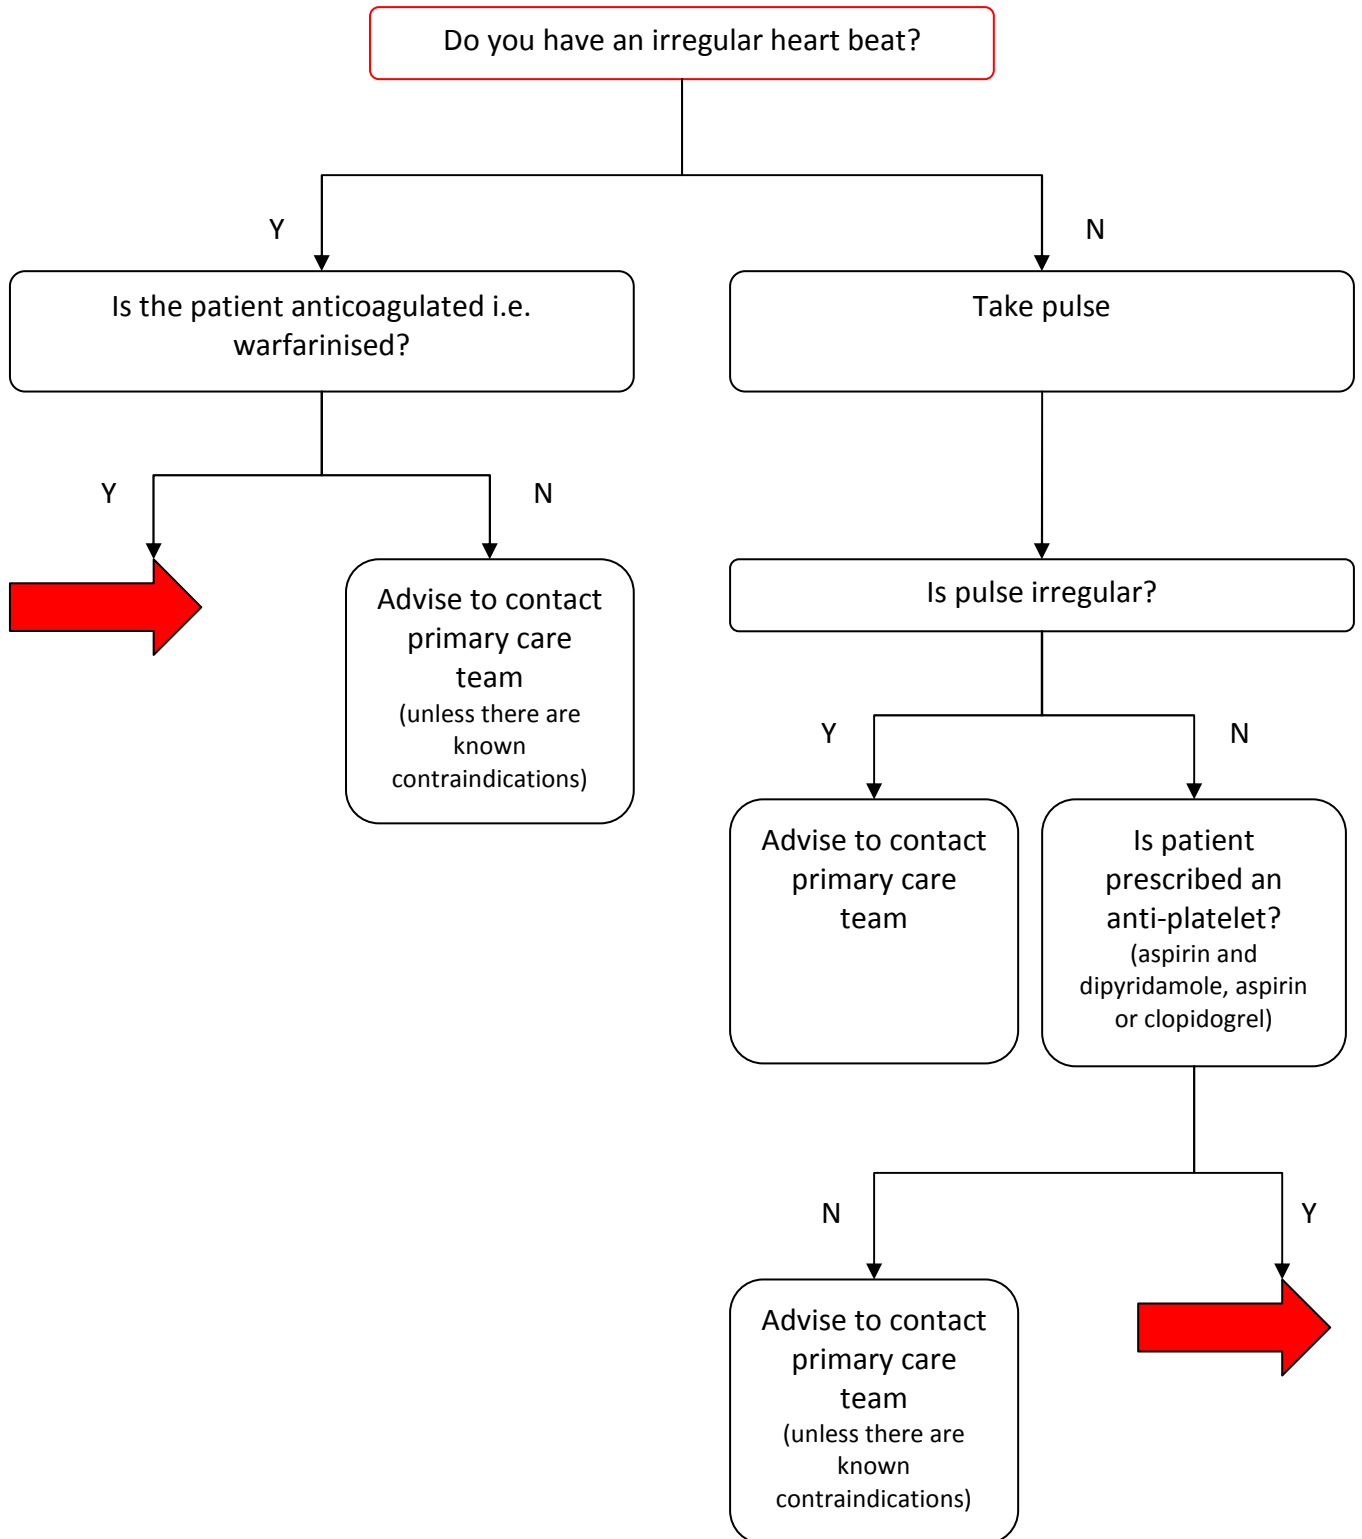 Do you have an irregular heart beat?
Y
N
Is the patient anticoagulated i.e.
warfarinised?
Take pulse
Y
N
Advise to contact
primary care
team
(unless there are
known
contraindications)
Is pulse irregular?
Y
N
Advise to contact
primary care
team
Is patient
prescribed an
anti-platelet?
(aspirin and
dipyridamole, aspirin
or clopidogrel)
N
Y
Advise to contact
primary care
team
(unless there are
known
contraindications)